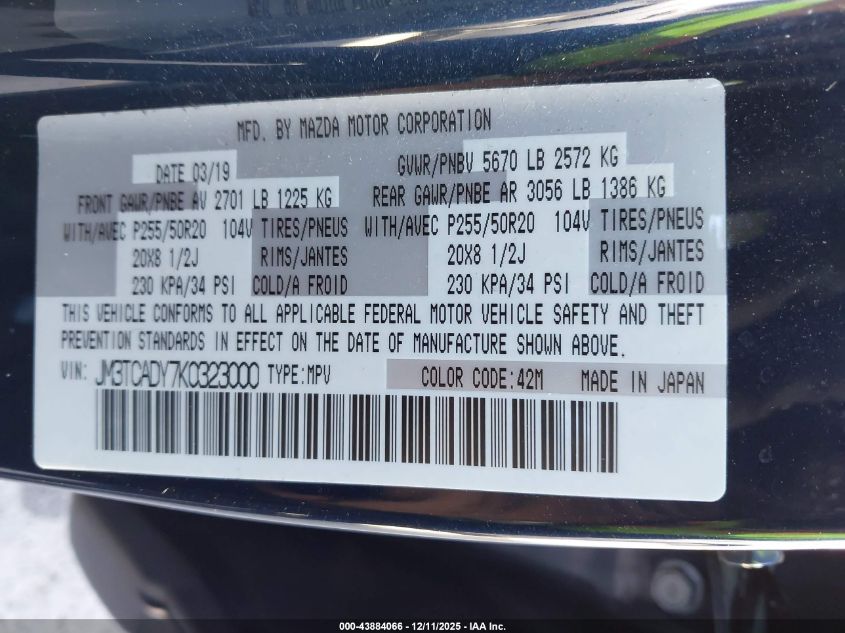 MFD. BY MAZDA MOTOR CORPORATION
DATE 03/19 GVWR/PNBV 5670 LB 2572 KG
FRONT GAWR/PNBE AV 2701 LB 1225 KG REAR GAWR/PNBE AR 3056 LB 1386 KG
WITH/AVEC P255/50R20 104V TIRES/PNEUS WITH/AVEC P255/50R20 104V TIRES/PNEUS
20X8 1/2J RIMS/JANTES 20X8 1/2J RIMS/JANTES
230 KPA/34 PSI COLD/A FROID 230 KPA/34 PSI COLD/A FROID
THIS VEHICLE CONFORMS TO ALL APPLICABLE FEDERAL MOTOR VEHICLE SAFETY AND THEFT
PREVENTION STANDARDS IN EFFECT ON THE DATE OF MANUFACTURE SHOWN ABOVE.
VIN: JM3TCADY7K0323000 TYPE:MPV COLOR CODE:42M MADE IN JAPAN
000-43884066 - 12/11/2025 - IAA Inc.